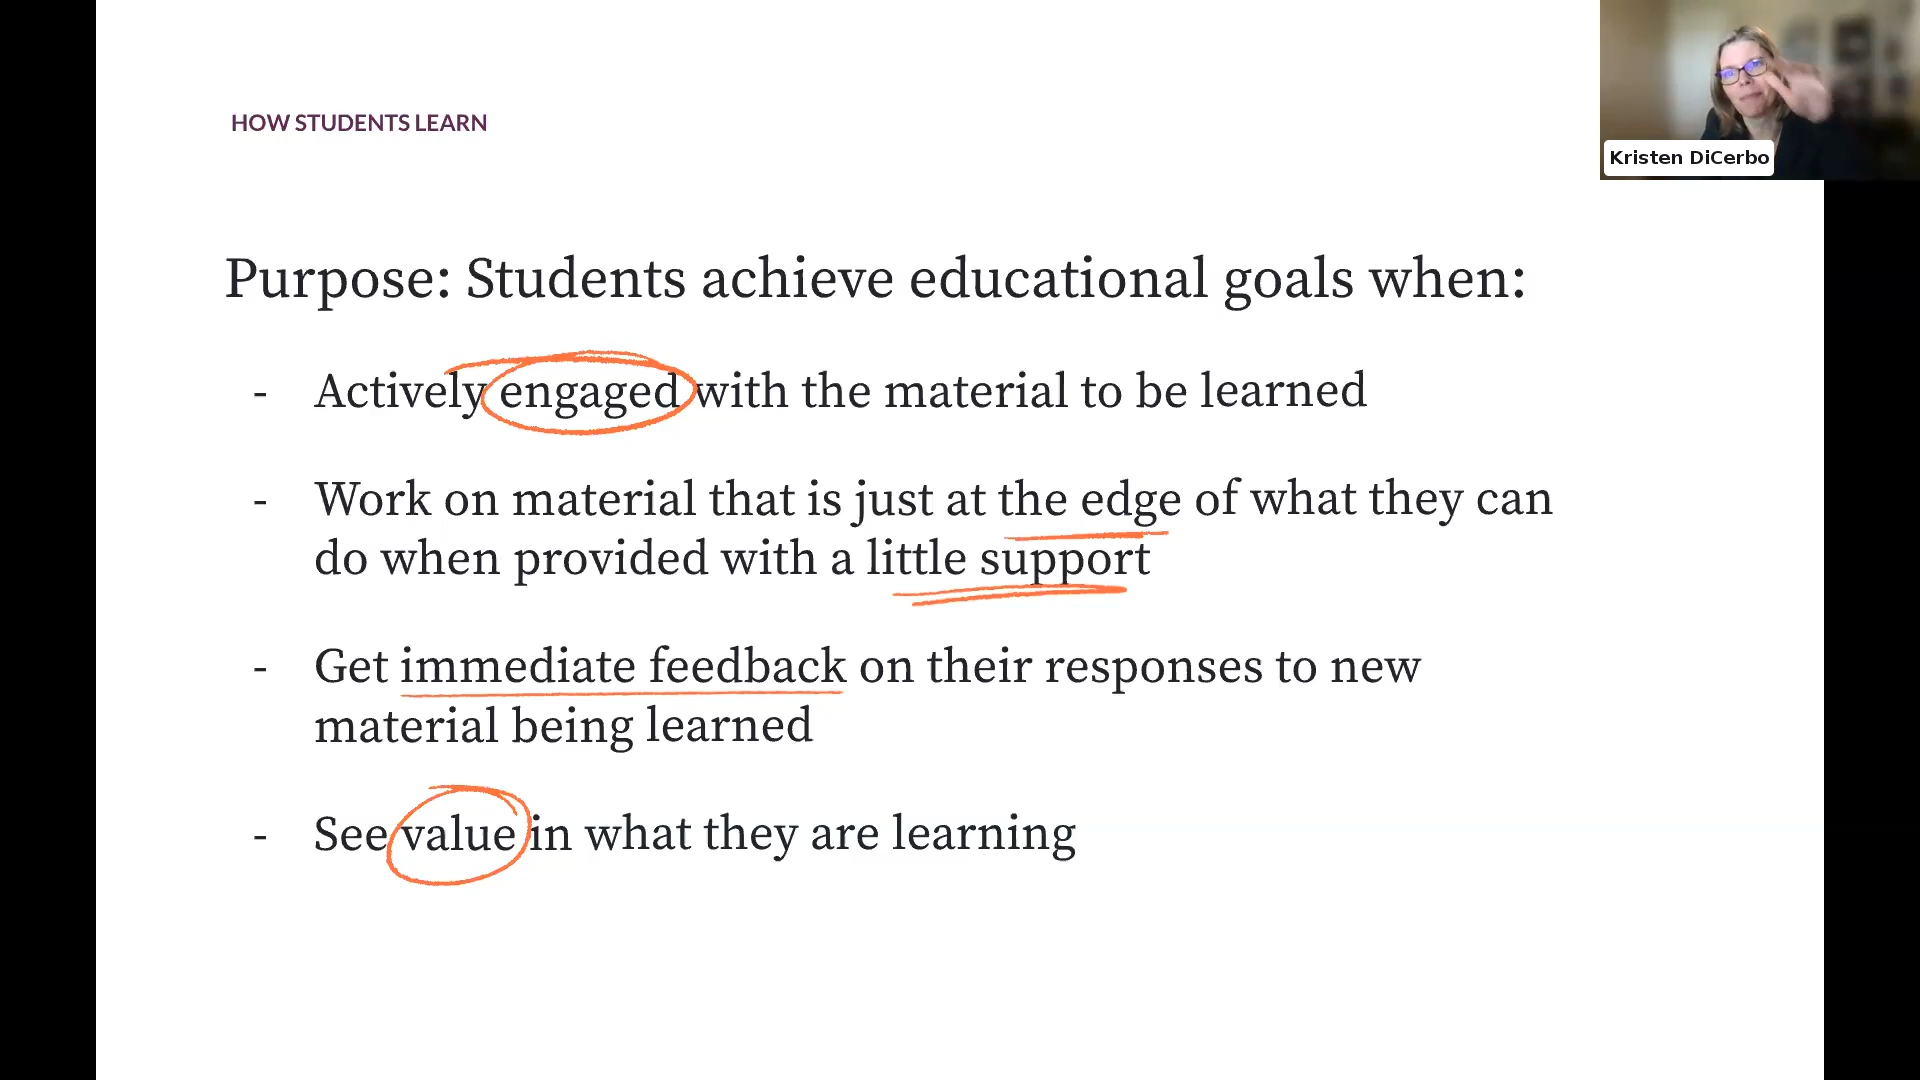 HOW STUDENTS LEARN
Kristen DiCerbo
Purpose: Students achieve educational goals when:
- Actively engaged with the material to be learned
- Work on material that is just at the edge of what they can
do when provided with a little support
- Get immediate feedback on their responses to new
material being learned
- See value in what they are learning